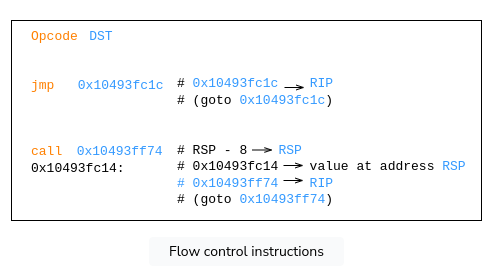 Opcode DST
jmp 0x10493fc1c # 0x10493fc1c → RIP
# (goto 0x10493fc1c)
call 0x10493ff74 # RSP - 8 → RSP
0x10493fc14: # 0x10493fc14 → value at address RSP
# 0x10493ff74 → RIP
# (goto 0x10493ff74)
Flow control instructions